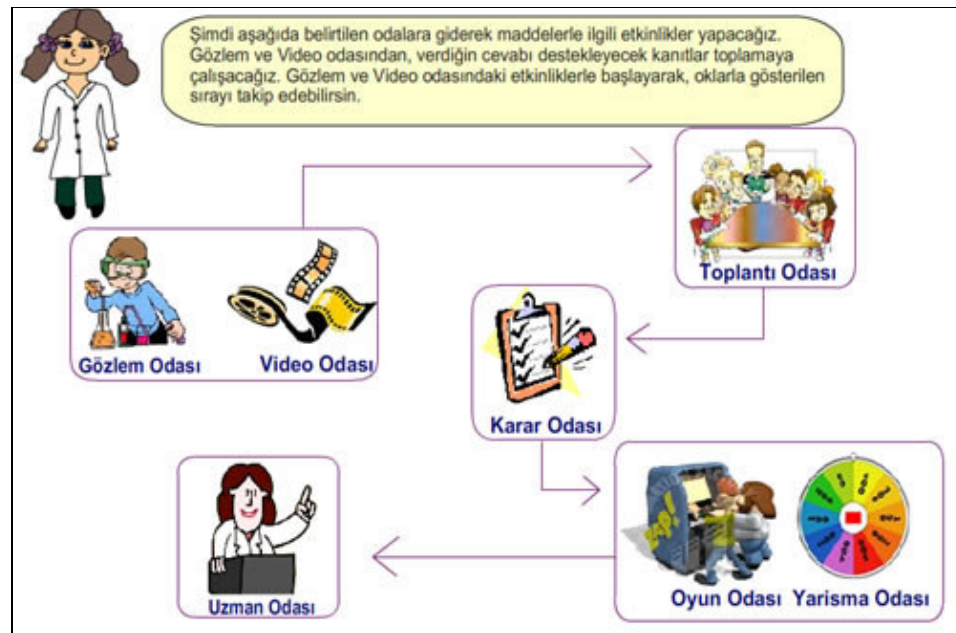 Şimdi aşağıda belirtilen odalara giderek maddelerle ilgili etkinlikler yapacağız.
Gözlem ve Video odasından, verdiğin cevabı destekleyecek kanıtlar toplamaya
çalışacağız. Gözlem ve Video odasındaki etkinliklerle başlayarak, oklarla gösterilen
sırayı takip edebilirsin.
Toplantı Odası
Gözlem Odası
Video Odası
Karar Odası
Uzman Odası
Oyun Odası
Yarisma Odası